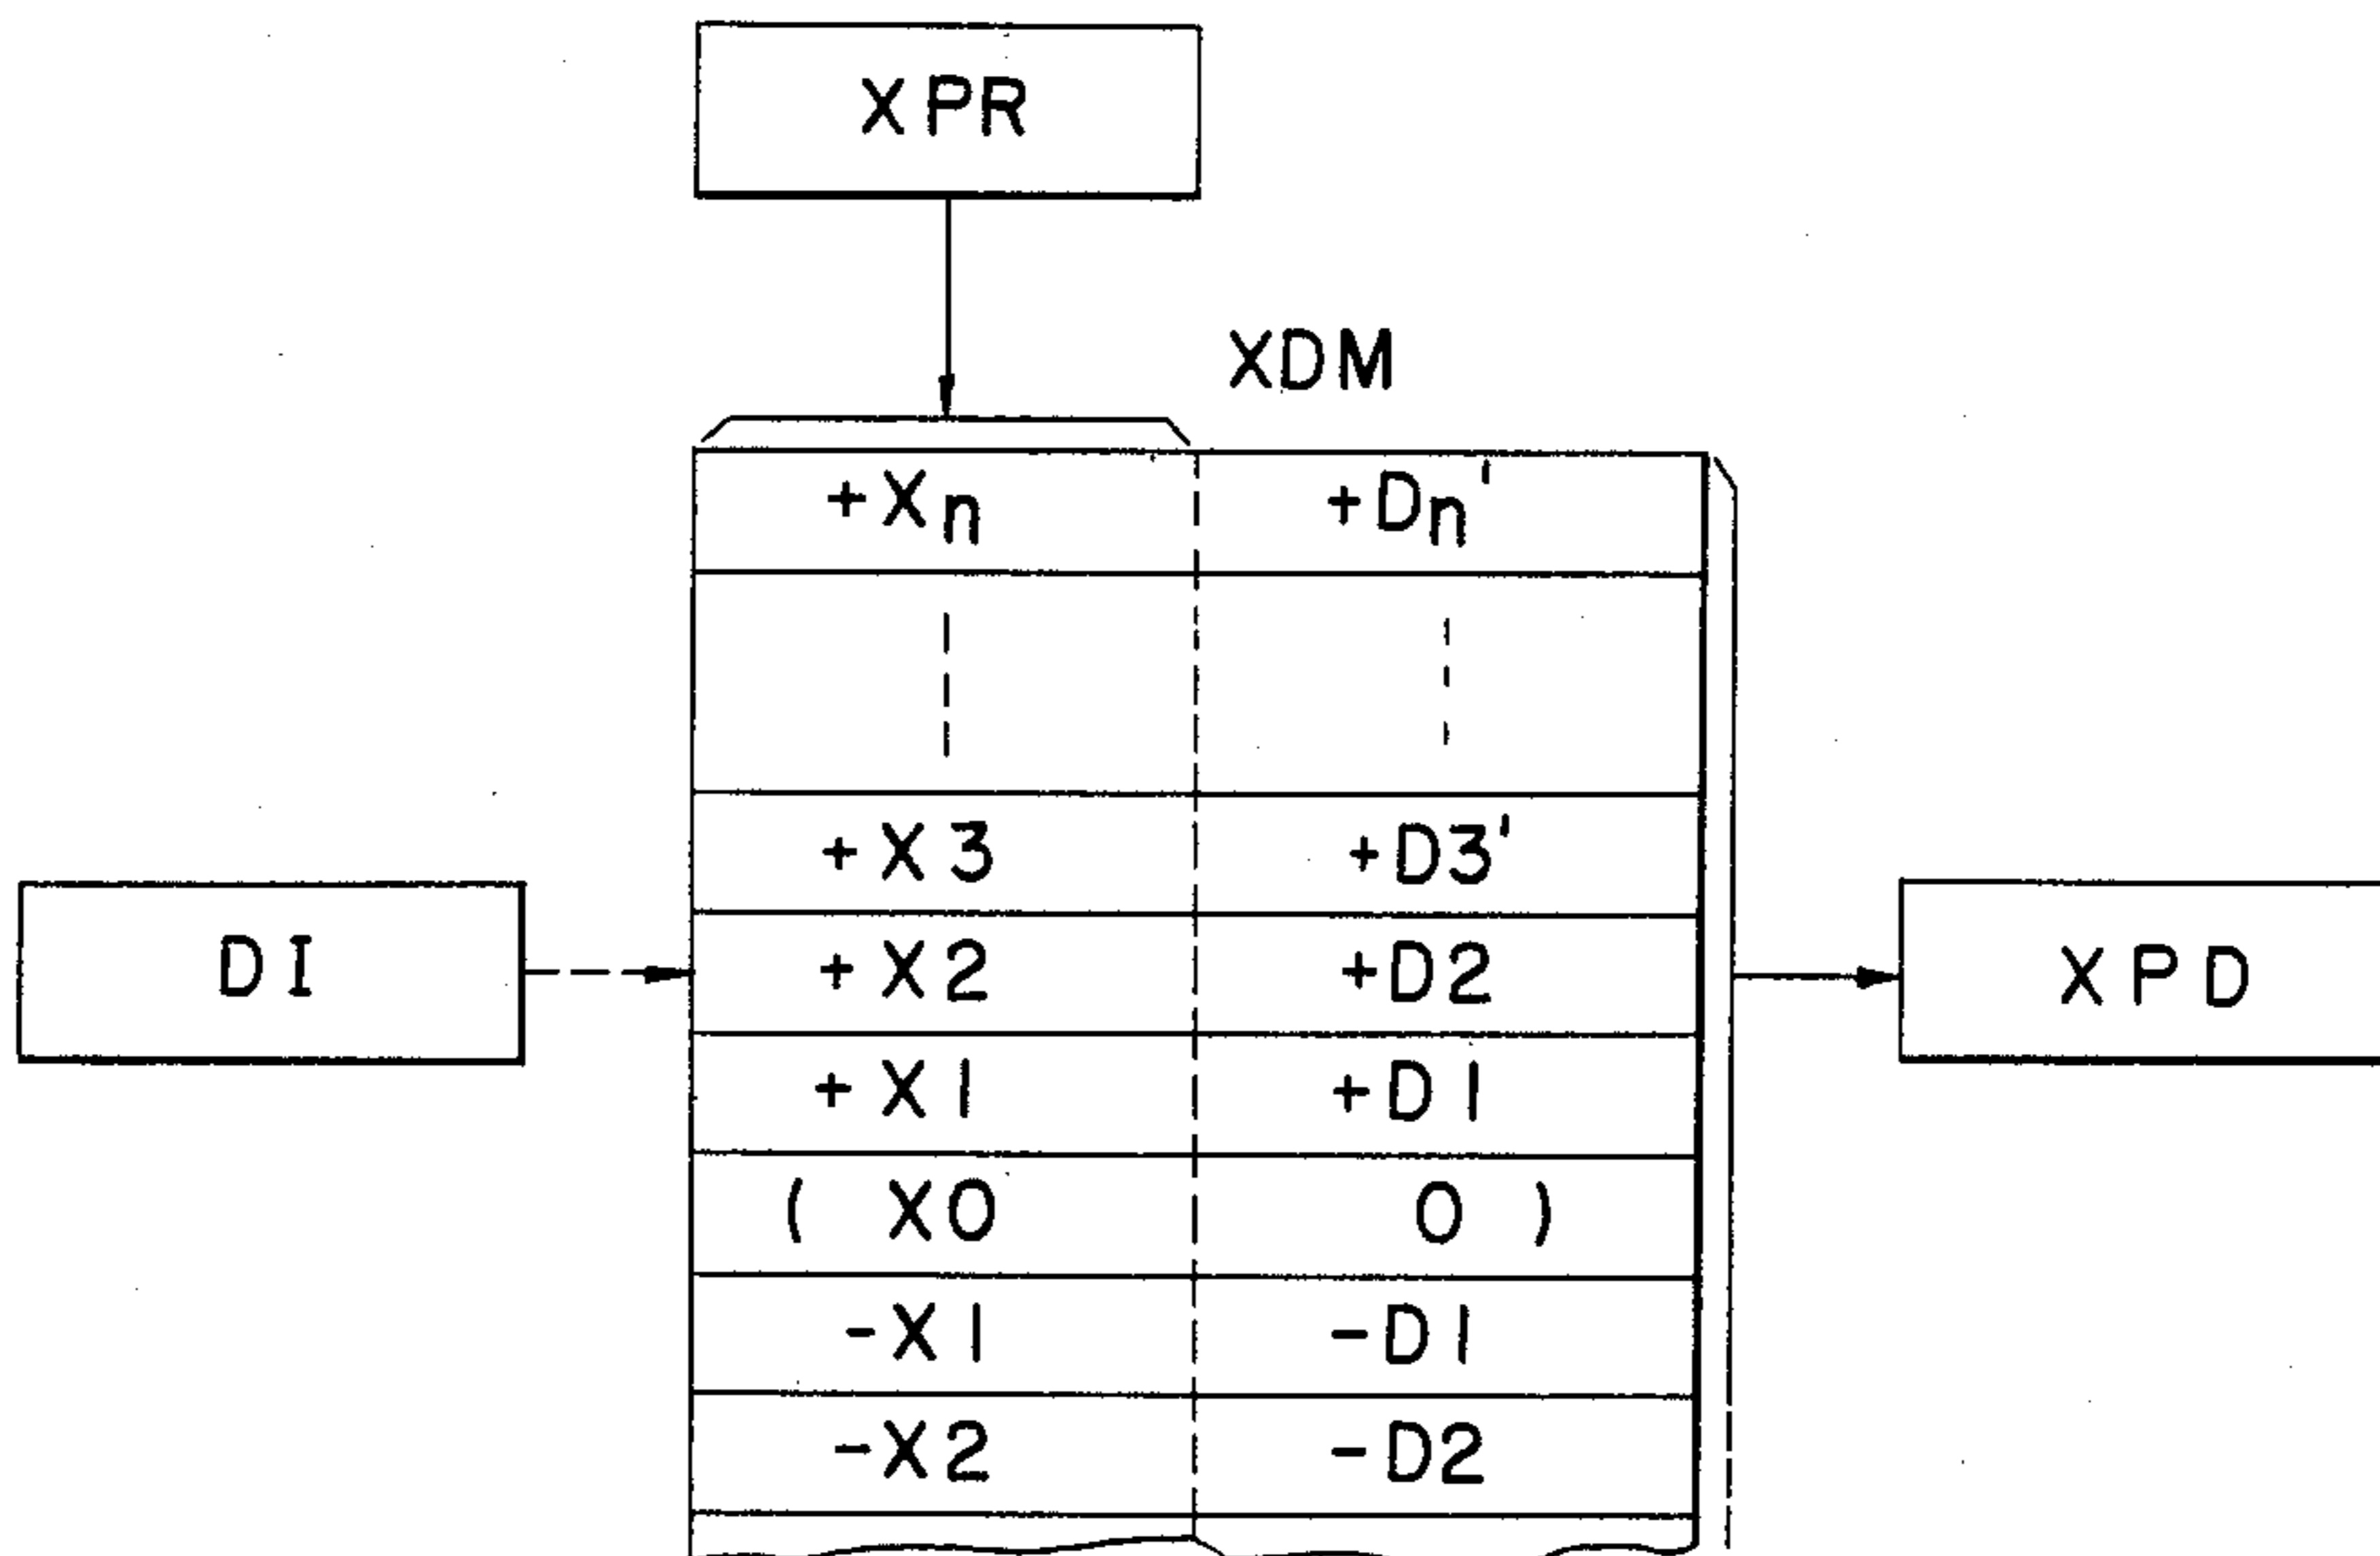 XPR
XDM
+Xn +Dn'
+X3 +D3'
DI
+X2 +D2
XPD
+X1 +D1
( X0 0 )
-X1 -D1
-X2 -D2